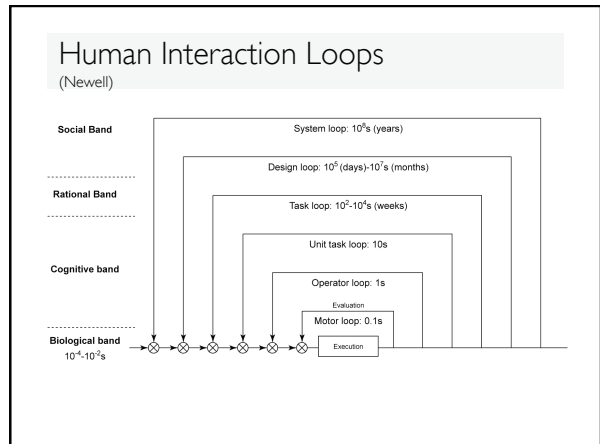 Human Interaction Loops
(Newell)
Social Band
System loop: 10⁸s (years)
Design loop: 10⁵ (days)-10⁷s (months)
Rational Band
Task loop: 10²-10⁴s (weeks)
Unit task loop: 10s
Cognitive band
Operator loop: 1s
Evaluation
Motor loop: 0.1s
Biological band
10⁻⁴-10⁻²s
Execution